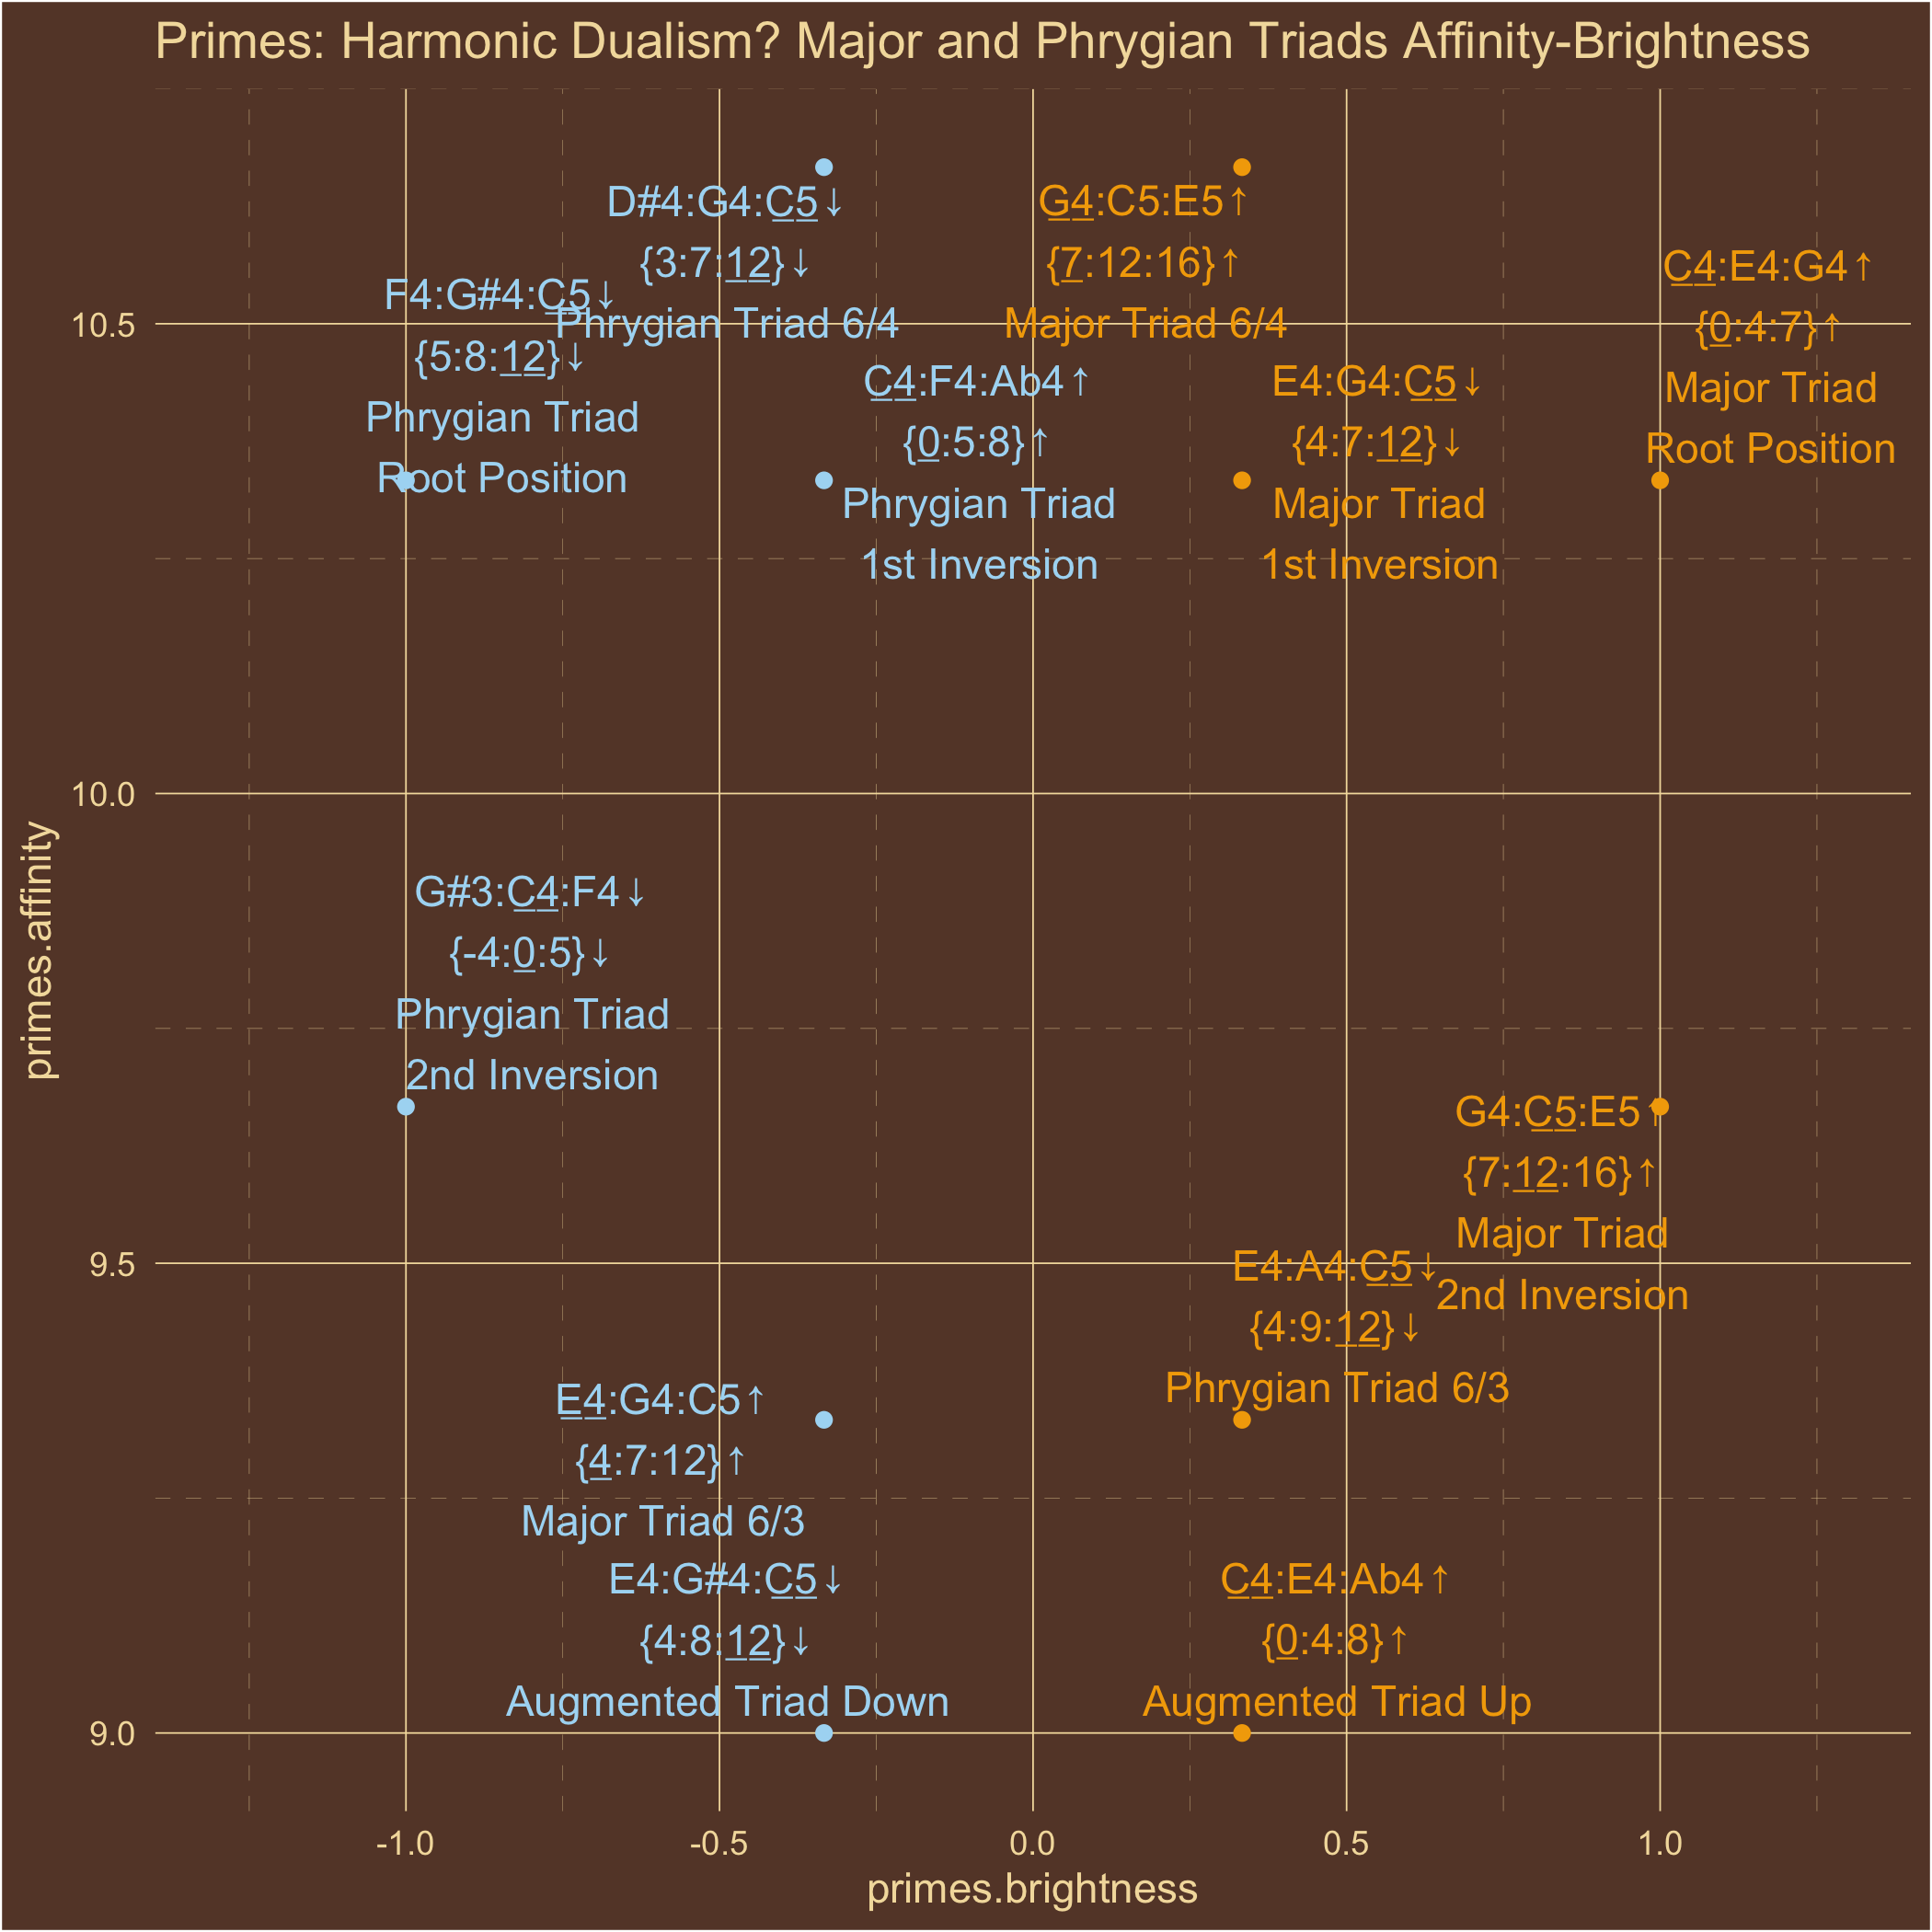 Primes: Harmonic Dualism? Major and Phrygian Triads Affinity-Brightness
D#4:G4:C5↓
{3:7:12}↓
Phrygian Triad 6/4
G4:C5:E5↑
{7:12:16}↑
Major Triad 6/4
C4:E4:G4↑
{0:4:7}↑
Major Triad
Root Position
F4:G#4:C5↓
{5:8:12}↓
Phrygian Triad
Root Position
C4:F4:Ab4↑
{0:5:8}↑
Phrygian Triad
1st Inversion
E4:G4:C5↓
{4:7:12}↓
Major Triad
1st Inversion
G#3:C4:F4↓
{-4:0:5}↓
Phrygian Triad
2nd Inversion
G4:C5:E5↑
{7:12:16}↑
Major Triad
2nd Inversion
E4:A4:C5↓
{4:9:12}↓
Phrygian Triad 6/3
E4:G4:C5↑
{4:7:12}↑
Major Triad 6/3
E4:G#4:C5↓
{4:8:12}↓
Augmented Triad Down
C4:E4:Ab4↑
{0:4:8}↑
Augmented Triad Up
10.5
10.0
9.5
9.0
primes.affinity
-1.0
-0.5
0.0
0.5
1.0
primes.brightness